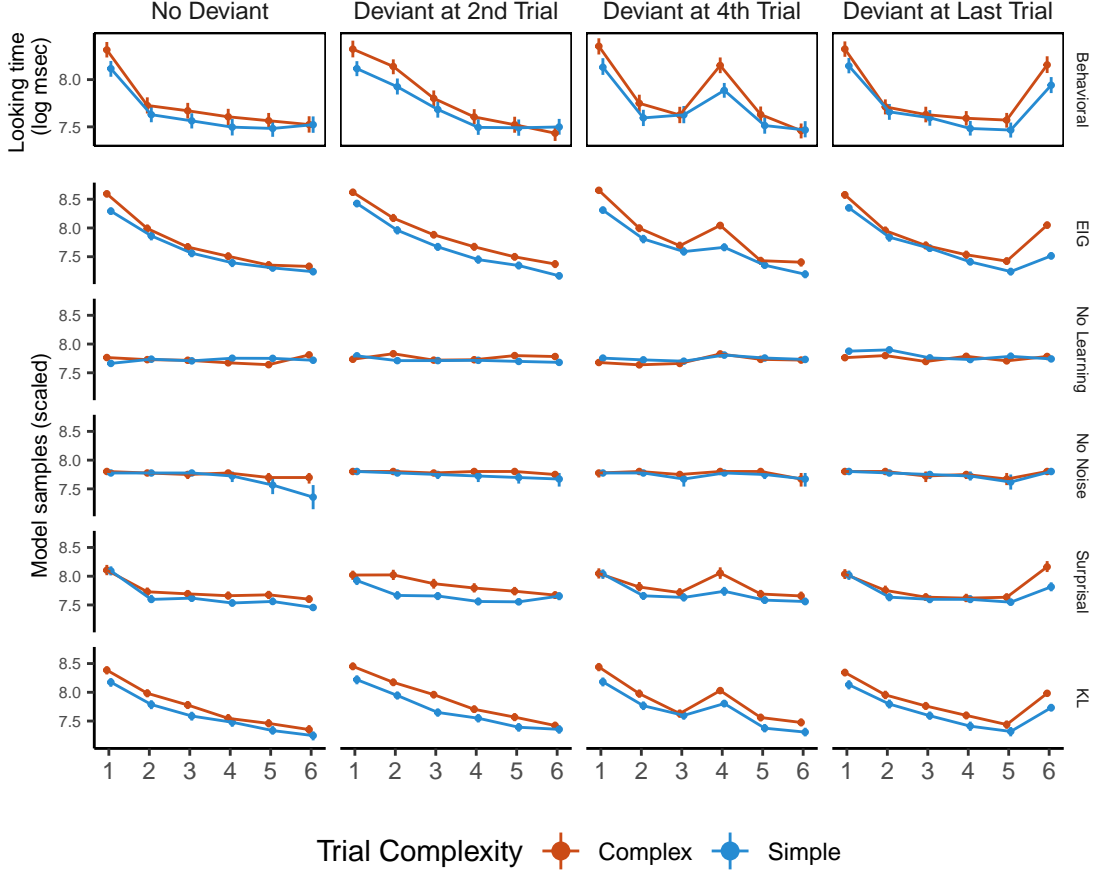 No Deviant Deviant at 2nd Trial Deviant at 4th Trial Deviant at Last Trial
Looking time
(log msec)
8.0
7.5
Behavioral
Model samples (scaled)
8.5
8.0
7.5
EIG
8.5
8.0
7.5
No Learning
8.5
8.0
7.5
No Noise
8.5
8.0
7.5
Surprisal
8.5
8.0
7.5
KL
1 2 3 4 5 6 1 2 3 4 5 6 1 2 3 4 5 6 1 2 3 4 5 6
Trial Complexity Complex Simple